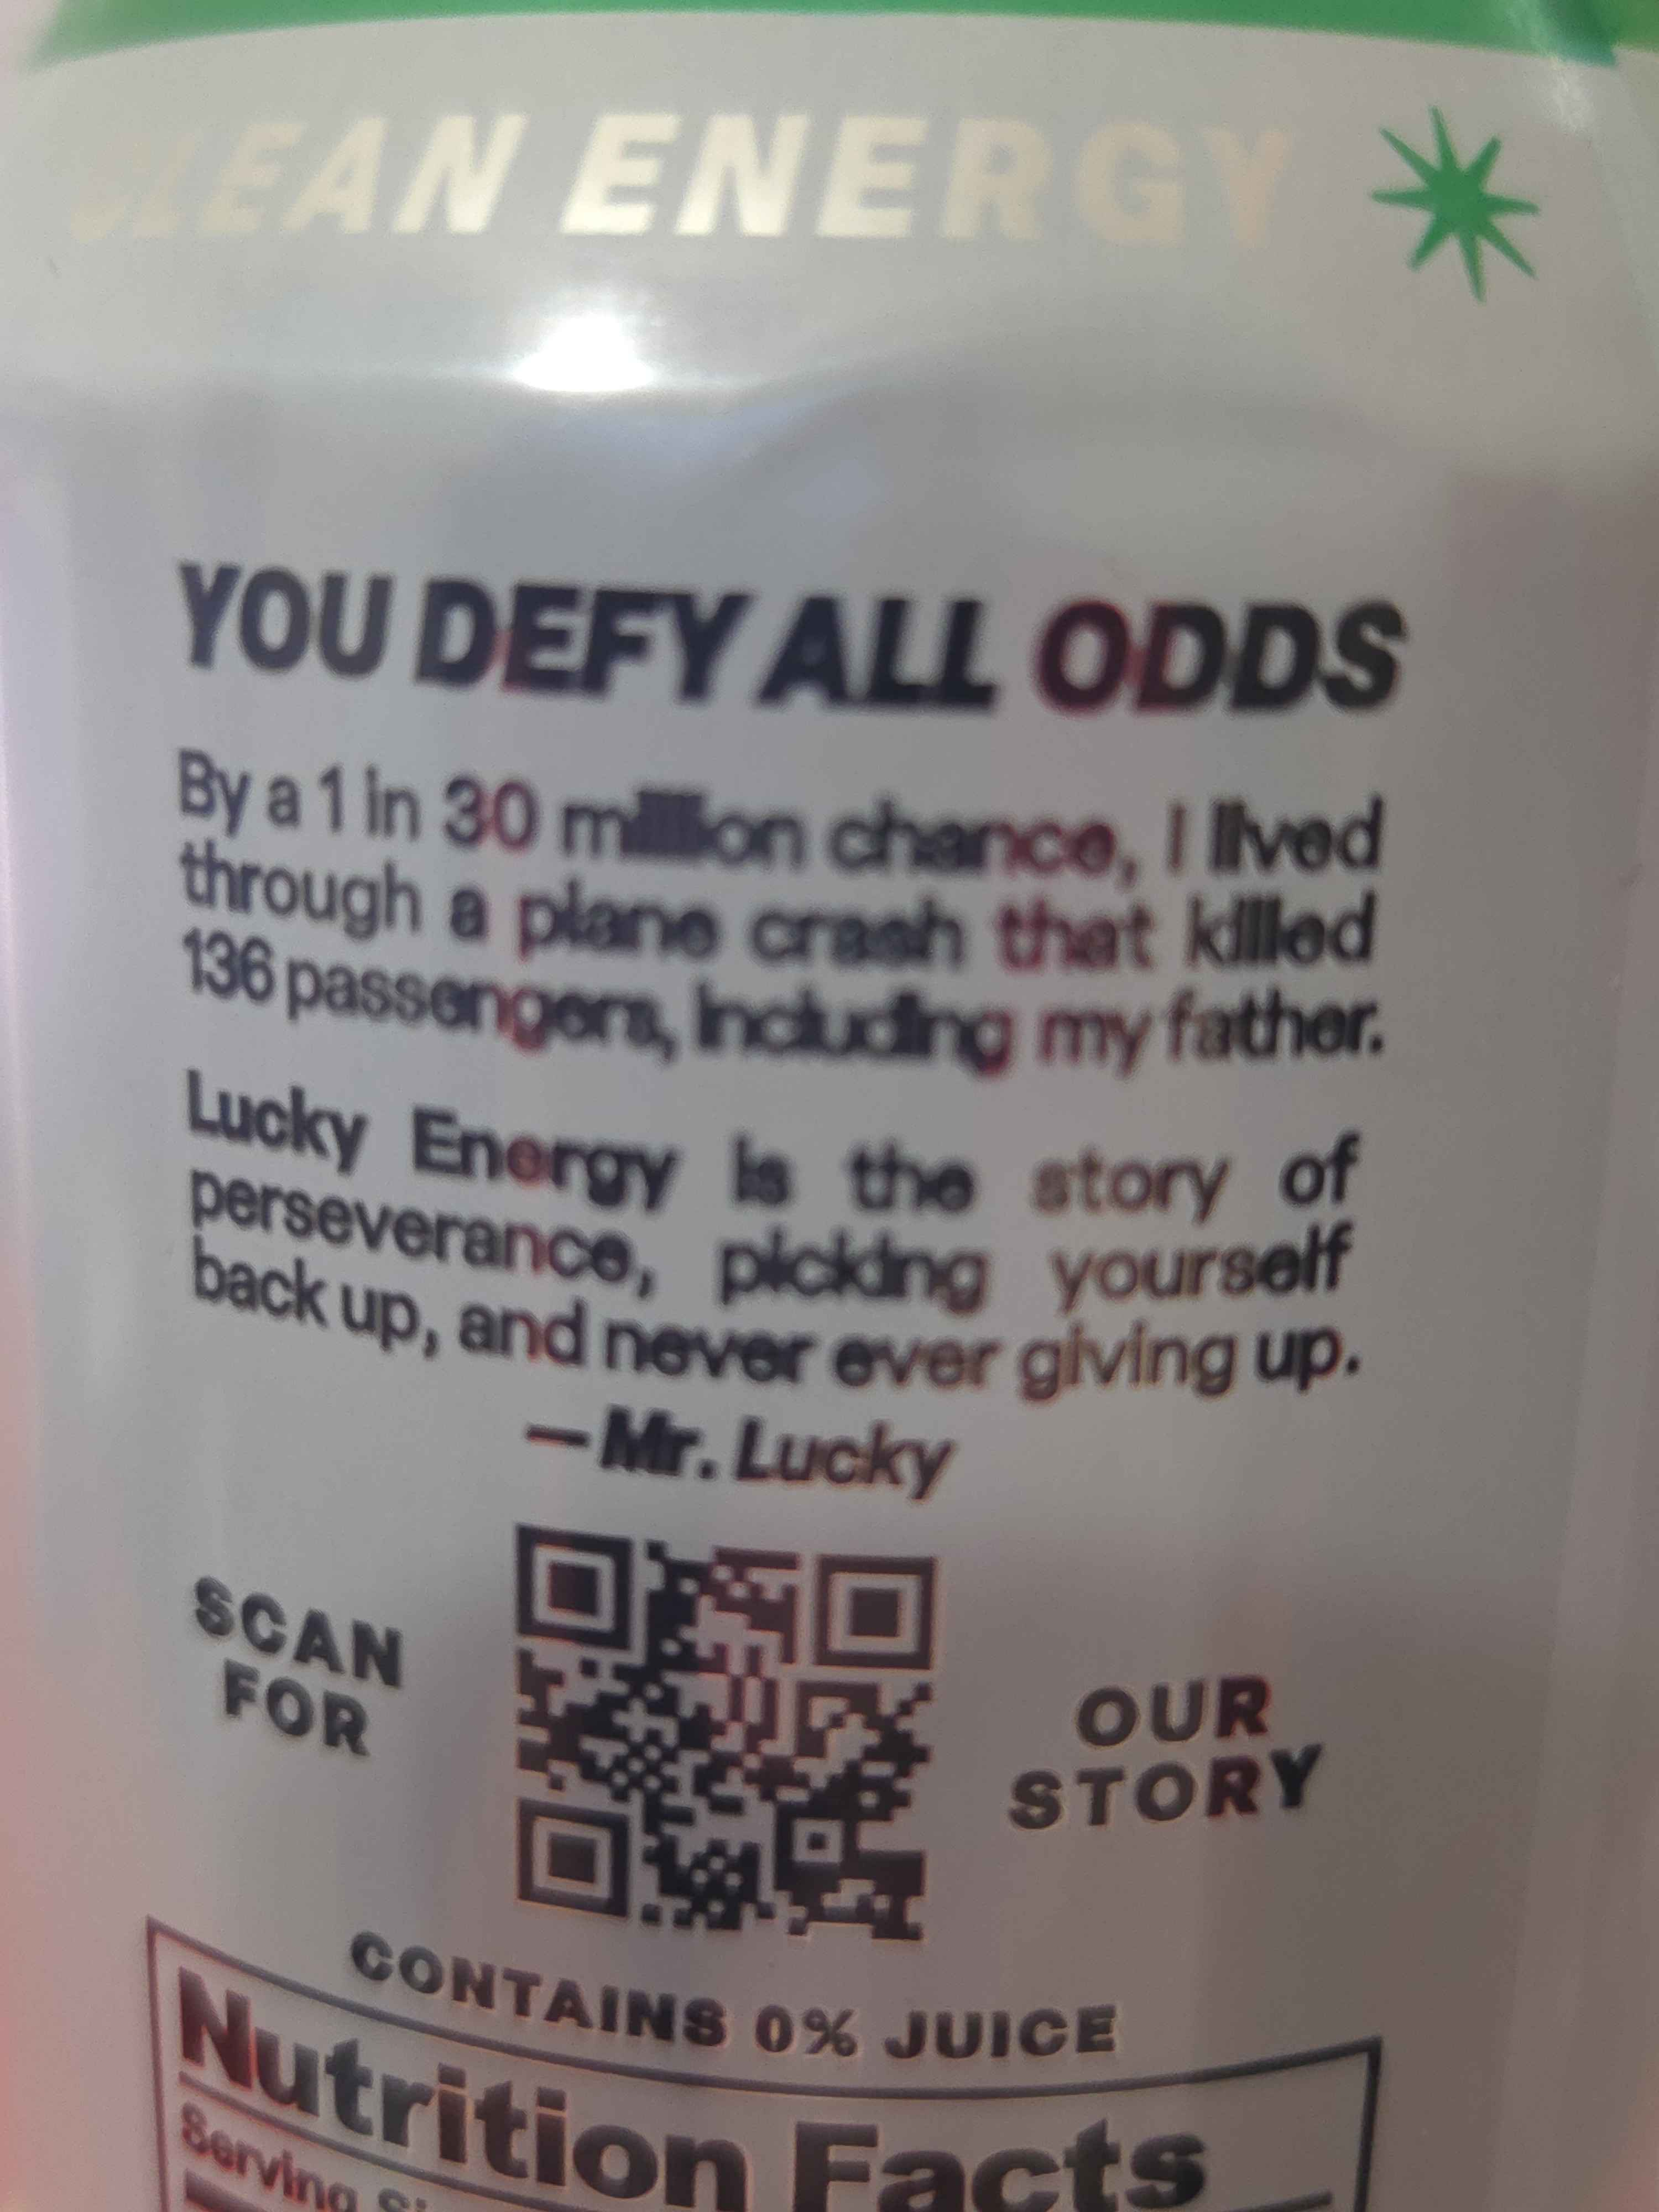 CLEAN ENERGY
YOU DEFY ALL ODDS
By a 1 in 30 million chance, I lived
through a plane crash that killed
136 passengers, including my father.
Lucky Energy is the story of
perseverance, picking yourself
back up, and never ever giving up.
—Mr. Lucky
SCAN
FOR
OUR
STORY
CONTAINS 0% JUICE
Nutrition Facts
Serving